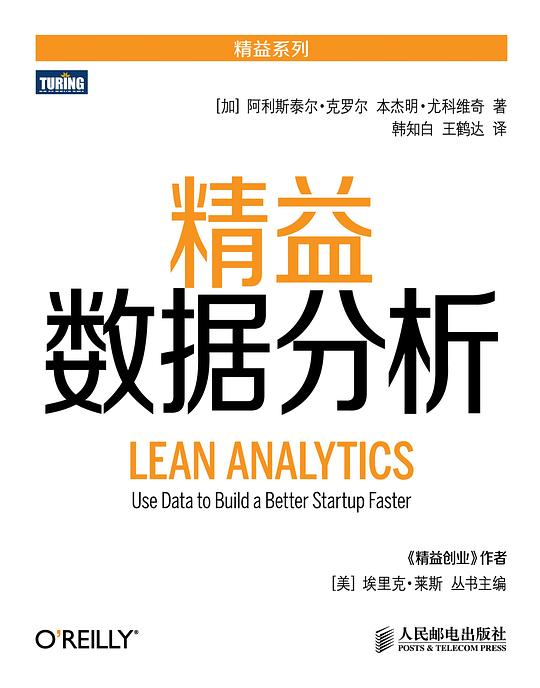 精益系列
TURING
[加] 阿利斯泰尔·克罗尔 本杰明·尤科维奇 著
韩知白 王鹤达 译
精益
数据分析
LEAN ANALYTICS
Use Data to Build a Better Startup Faster
《精益创业》作者
[美] 埃里克·莱斯 丛书主编
O'REILLY®
人民邮电出版社
POSTS & TELECOM PRESS